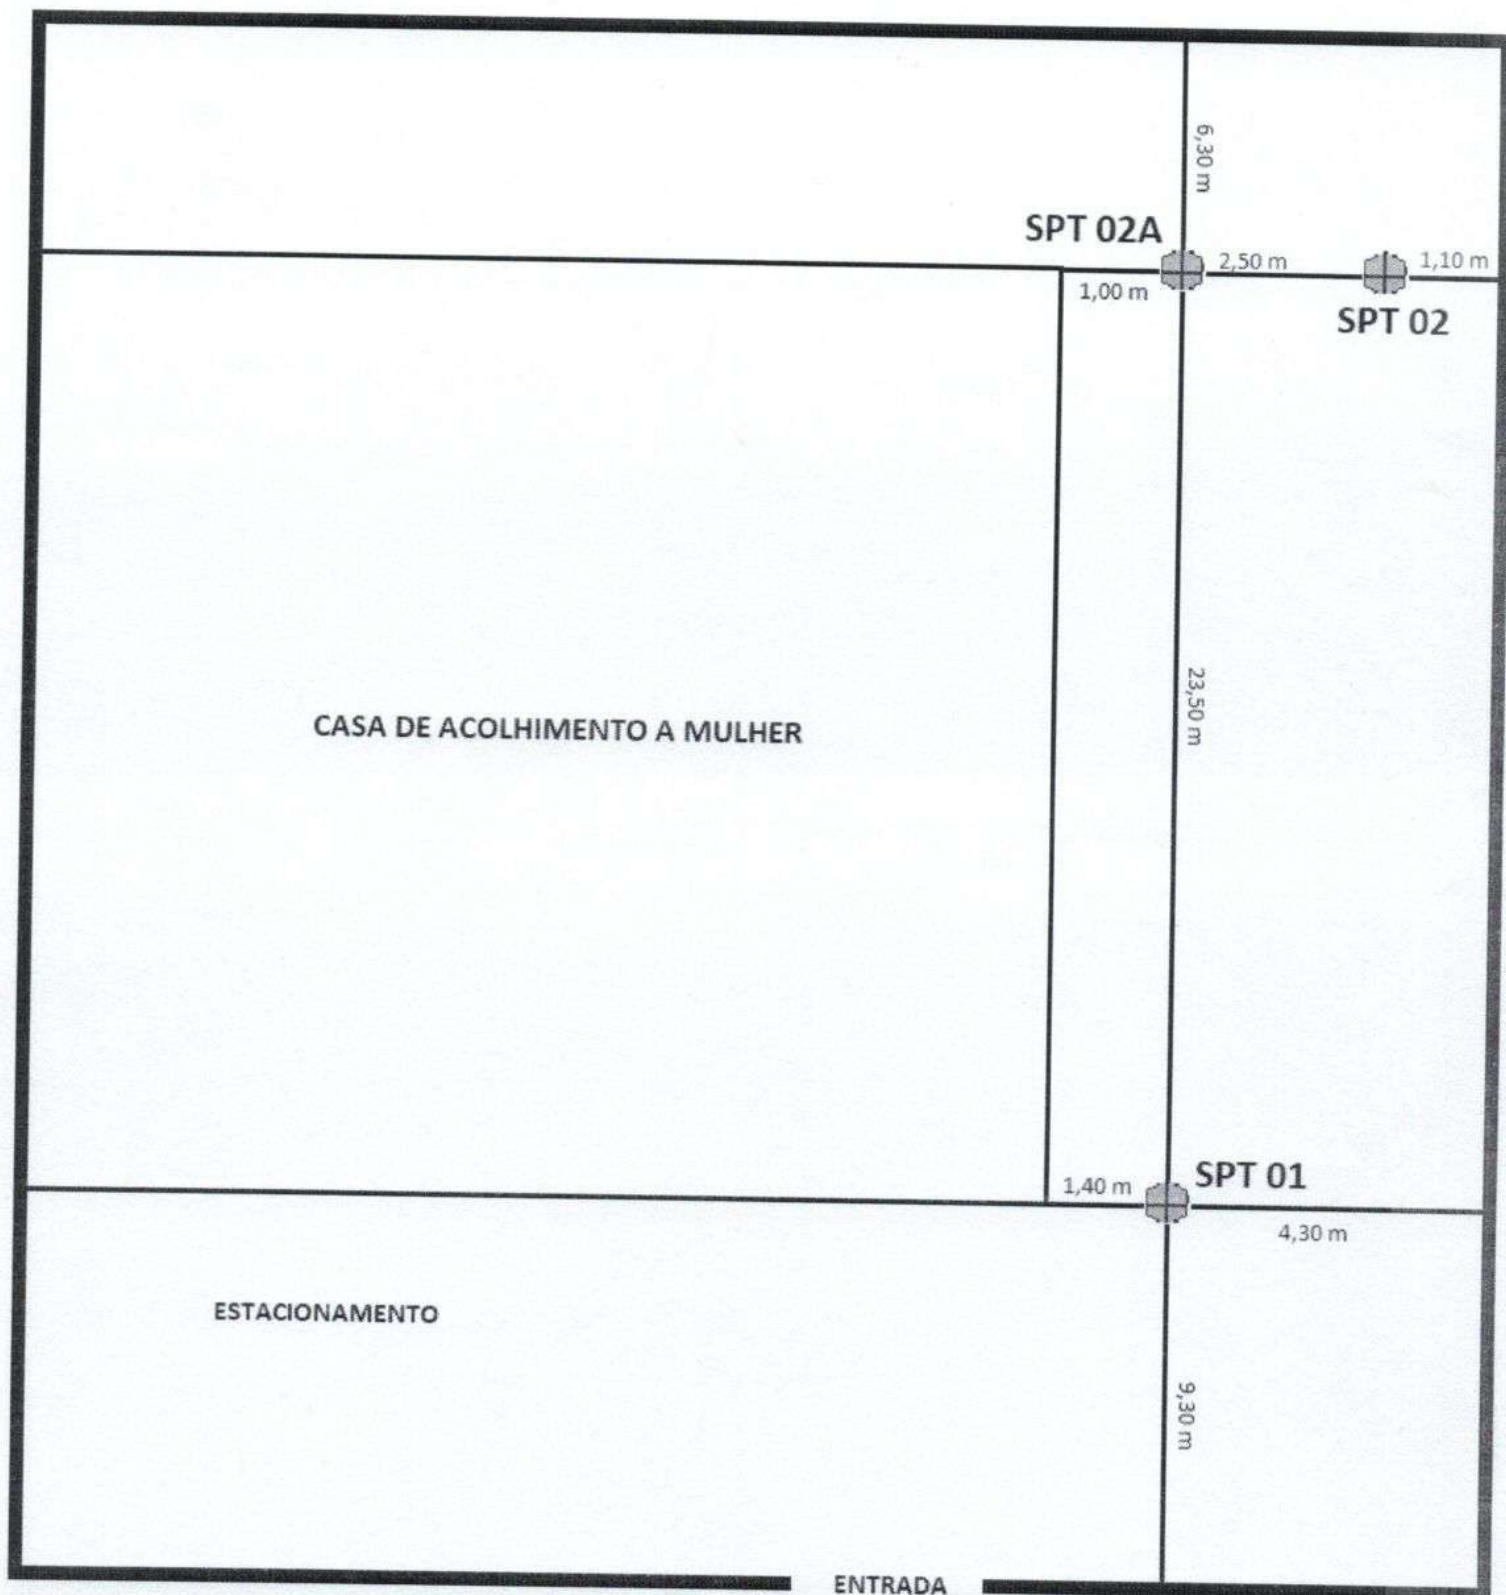 6,30 m
SPT 02A
2,50 m
1,10 m
1,00 m
SPT 02
23,50 m
CASA DE ACOLHIMENTO A MULHER
SPT 01
1,40 m
4,30 m
ESTACIONAMENTO
9,30 m
ENTRADA